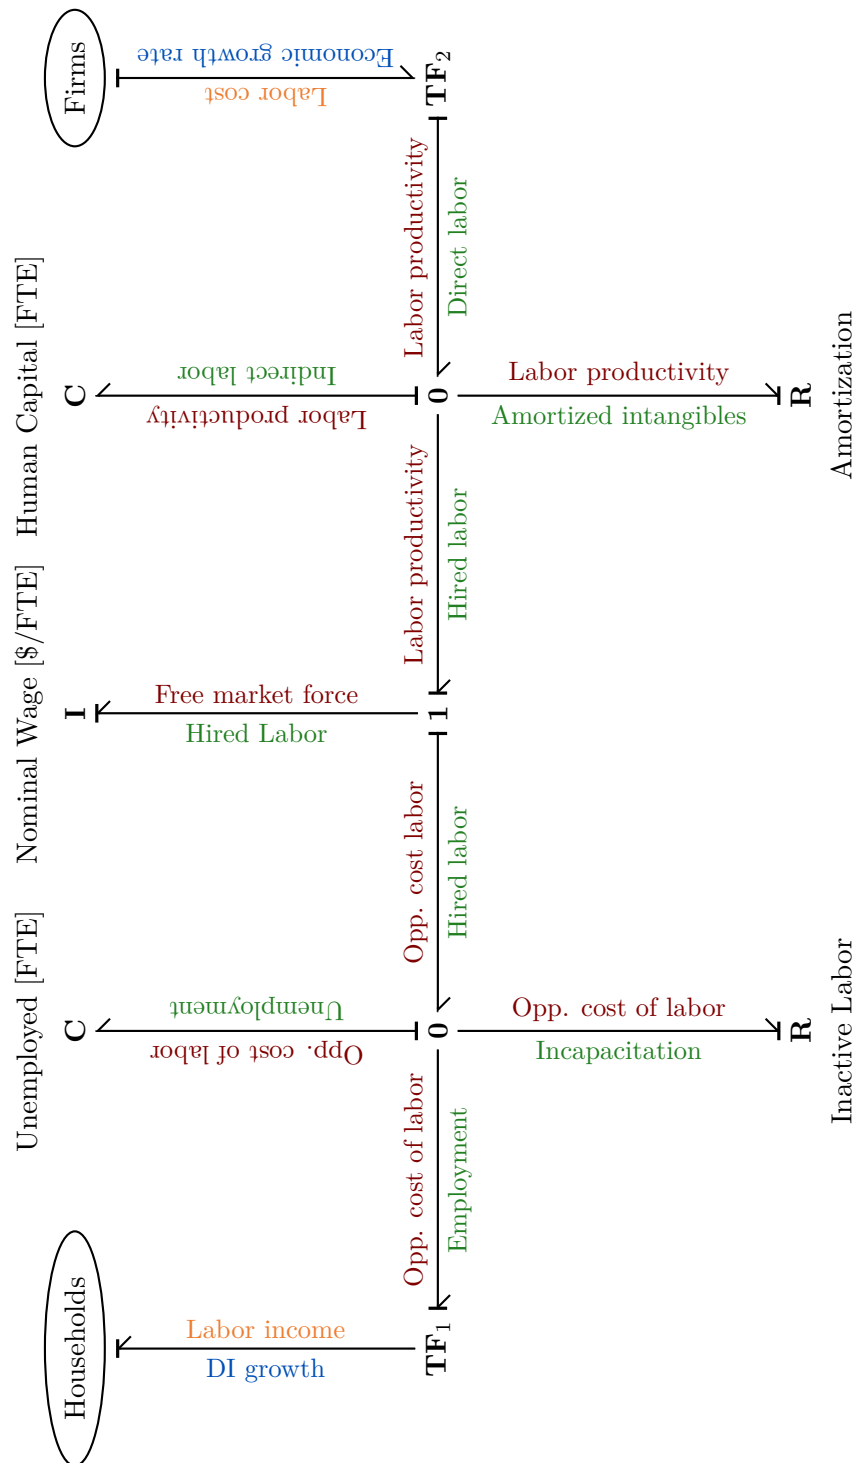 Firms
Economic growth rate
Labor cost
TF2
Labor productivity
Direct labor
Human Capital [FTE]
C
Indirect labor
Labor productivity
0
Labor productivity
Amortized intangibles
R
Amortization
Labor productivity
Hired labor
Nominal Wage [$/FTE]
I
Free market force
Hired Labor
1
Opp. cost labor
Hired labor
Unemployed [FTE]
C
Unemployment
Opp. cost of labor
0
Opp. cost of labor
Incapacitation
R
Inactive Labor
Opp. cost of labor
Employment
Households
Labor income
DI growth
TF1